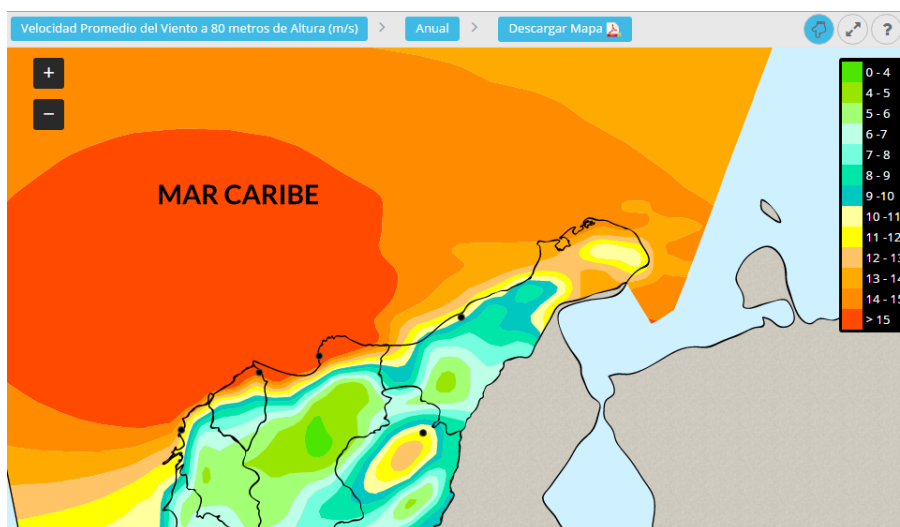 Velocidad Promedio del Viento a 80 metros de Altura (m/s) > Anual > Descargar Mapa
?
+
−
MAR CARIBE
0 - 4
4 - 5
5 - 6
6 -7
7 - 8
8 - 9
9 -10
10 -11
11 -12
12 - 13
13 - 14
14 - 15
> 15